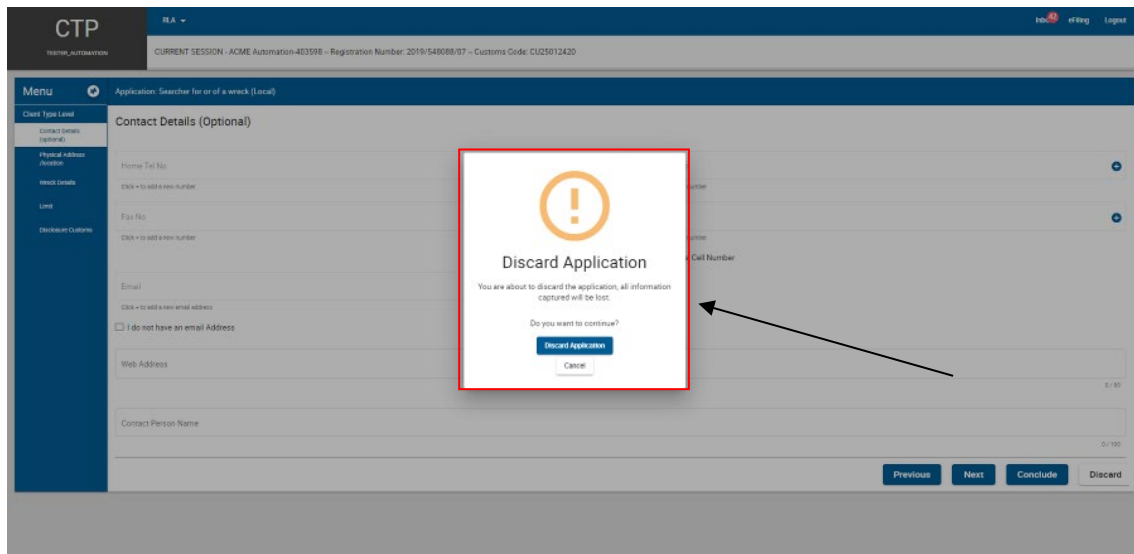 CTP
TESTER_AUTOMATION
RLA
Inbox 42 eFiling Logout
CURRENT SESSION - ACME Automation-403598 – Registration Number: 2019/548088/07 – Customs Code: CU25012420
Menu
Application: Searcher for or of a wreck (Local)
Client Type Level
Contact Details
(optional)
Physical Address
/location
Wreck Details
Limit
Disclosure Customs
Contact Details (Optional)
Home Tel No
Click + to add a new number
number
Fax No
Click + to add a new number
number
Cell Number
Email
Click + to add a new email address
I do not have an email Address
Web Address
0 / 80
Contact Person Name
0 / 100
Discard Application
You are about to discard the application, all information
captured will be lost.
Do you want to continue?
Discard Application
Cancel
Previous Next Conclude Discard